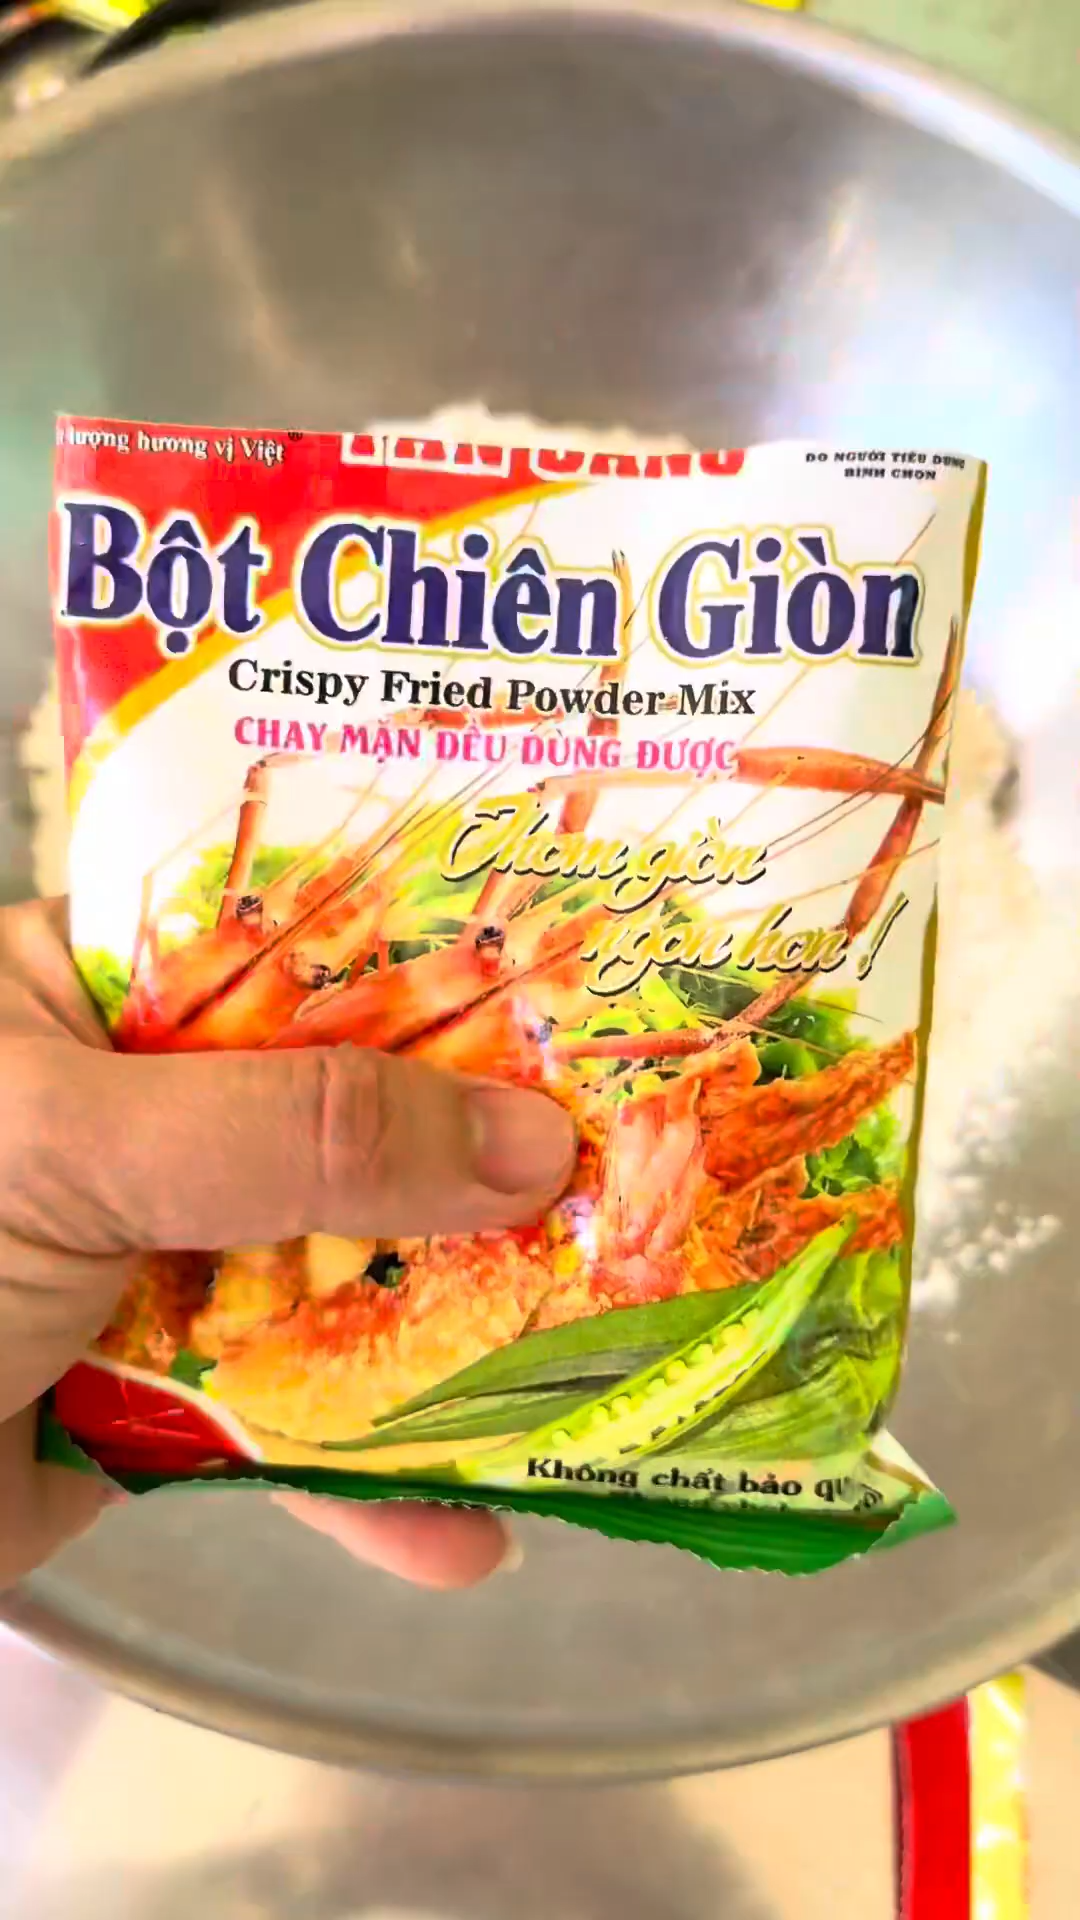 lượng hương vị Việt
DO NGƯỜI TIÊU DÙNG
BÌNH CHỌN
Bột Chiên Giòn
Crispy Fried Powder Mix
CHAY MẶN ĐỀU DÙNG ĐƯỢC
Thơm giòn
ngon hơn !
Không chất bảo